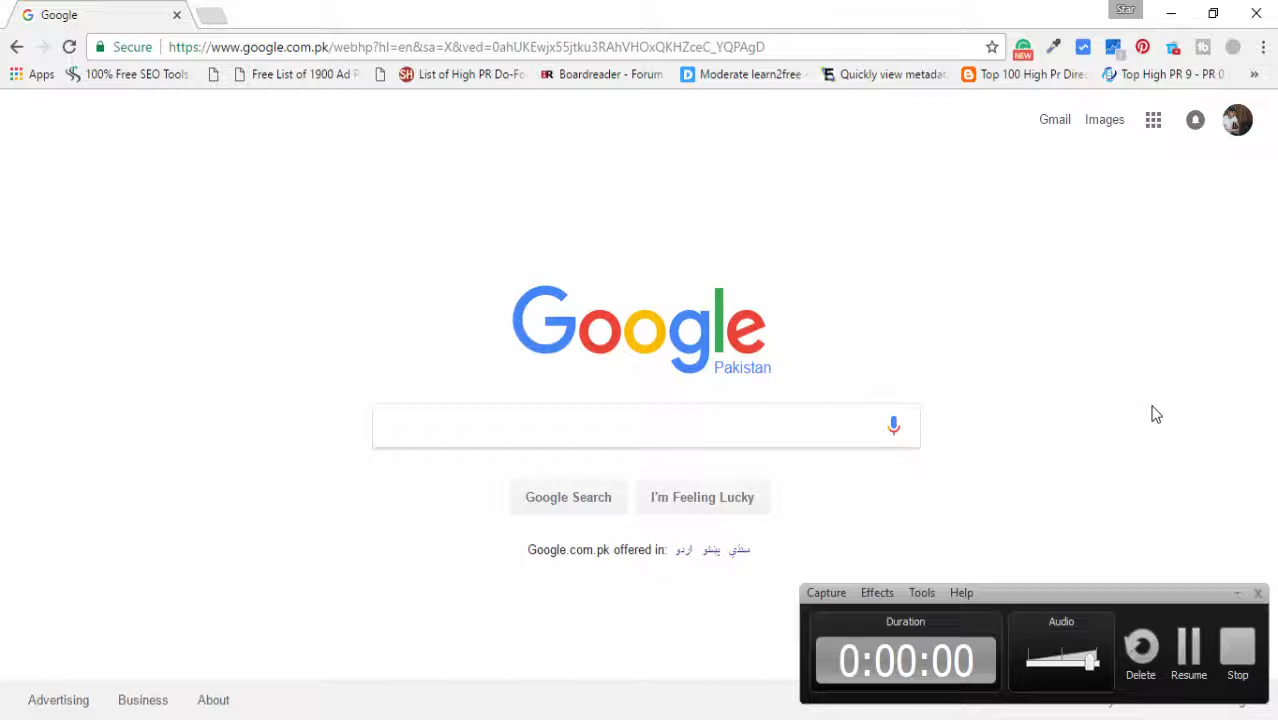 Google
Star
Secure https://www.google.com.pk/webhp?hl=en&sa=X&ved=0ahUKEwjx55jtku3RAhVHOxQKHZceC_YQPAgD
NEW
Apps 100% Free SEO Tools Free List of 1900 Ad P List of High PR Do-Fo Boardreader - Forum Moderate learn2free Quickly view metadat Top 100 High Pr Dire Top High PR 9 - PR 0 »
Gmail Images
Google
Pakistan
Google Search I'm Feeling Lucky
Google.com.pk offered in: اردو پښتو سنڌي
Capture Effects Tools Help
Duration Audio
0:00:00
Delete Resume Stop
Advertising Business About